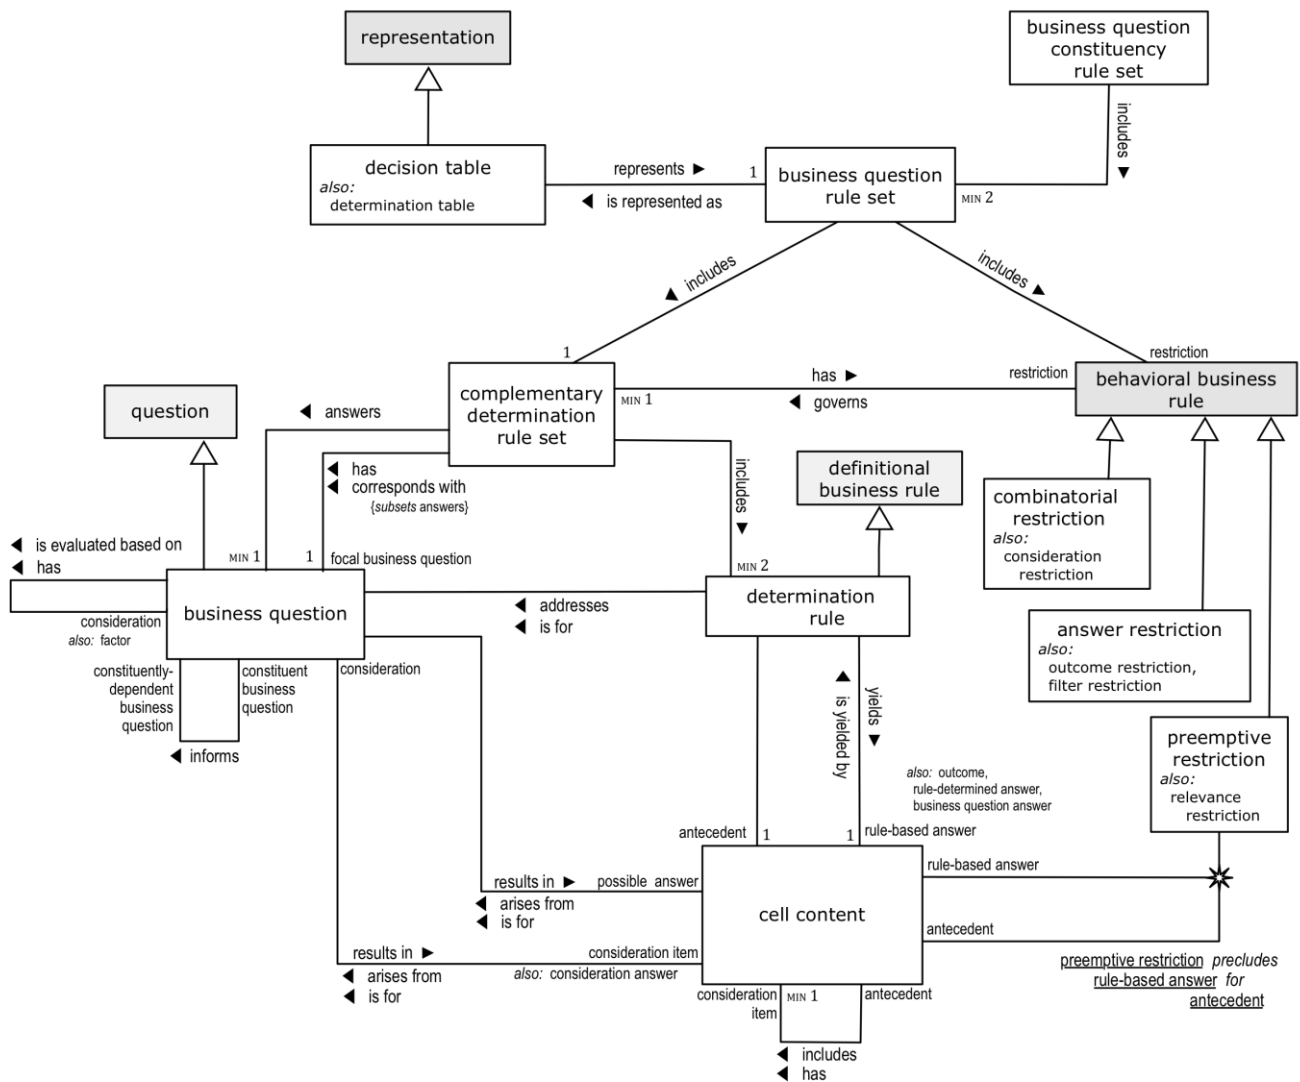 representation
business question
constituency
rule set
includes
decision table
also:
determination table
represents
is represented as
1
business question
rule set
MIN 2
includes
includes
1
restriction
complementary
determination
rule set
has
governs
MIN 1
restriction
behavioral business
rule
question
answers
has
corresponds with
{subsets answers}
includes
definitional
business rule
combinatorial
restriction
also:
consideration
restriction
is evaluated based on
has
MIN 1
1
focal business question
MIN 2
business question
addresses
is for
determination
rule
consideration
also: factor
answer restriction
also:
outcome restriction,
filter restriction
constituently-
dependent
business
question
constituent
business
question
consideration
informs
is yielded by
yields
preemptive
restriction
also:
relevance
restriction
also: outcome,
rule-determined answer,
business question answer
antecedent
1
1
rule-based answer
results in
possible answer
arises from
is for
cell content
rule-based answer
antecedent
results in
consideration item
arises from
also: consideration answer
is for
preemptive restriction precludes
rule-based answer for
antecedent
consideration
item
MIN 1
antecedent
includes
has